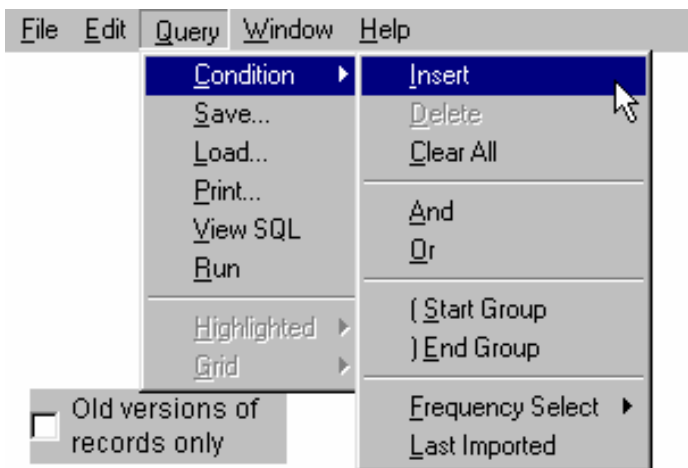 File Edit Query Window Help
Condition
Save...
Load...
Print...
View SQL
Run
Highlighted
Grid
Insert
Delete
Clear All
And
Or
( Start Group
) End Group
Frequency Select
Last Imported
Old versions of
records only